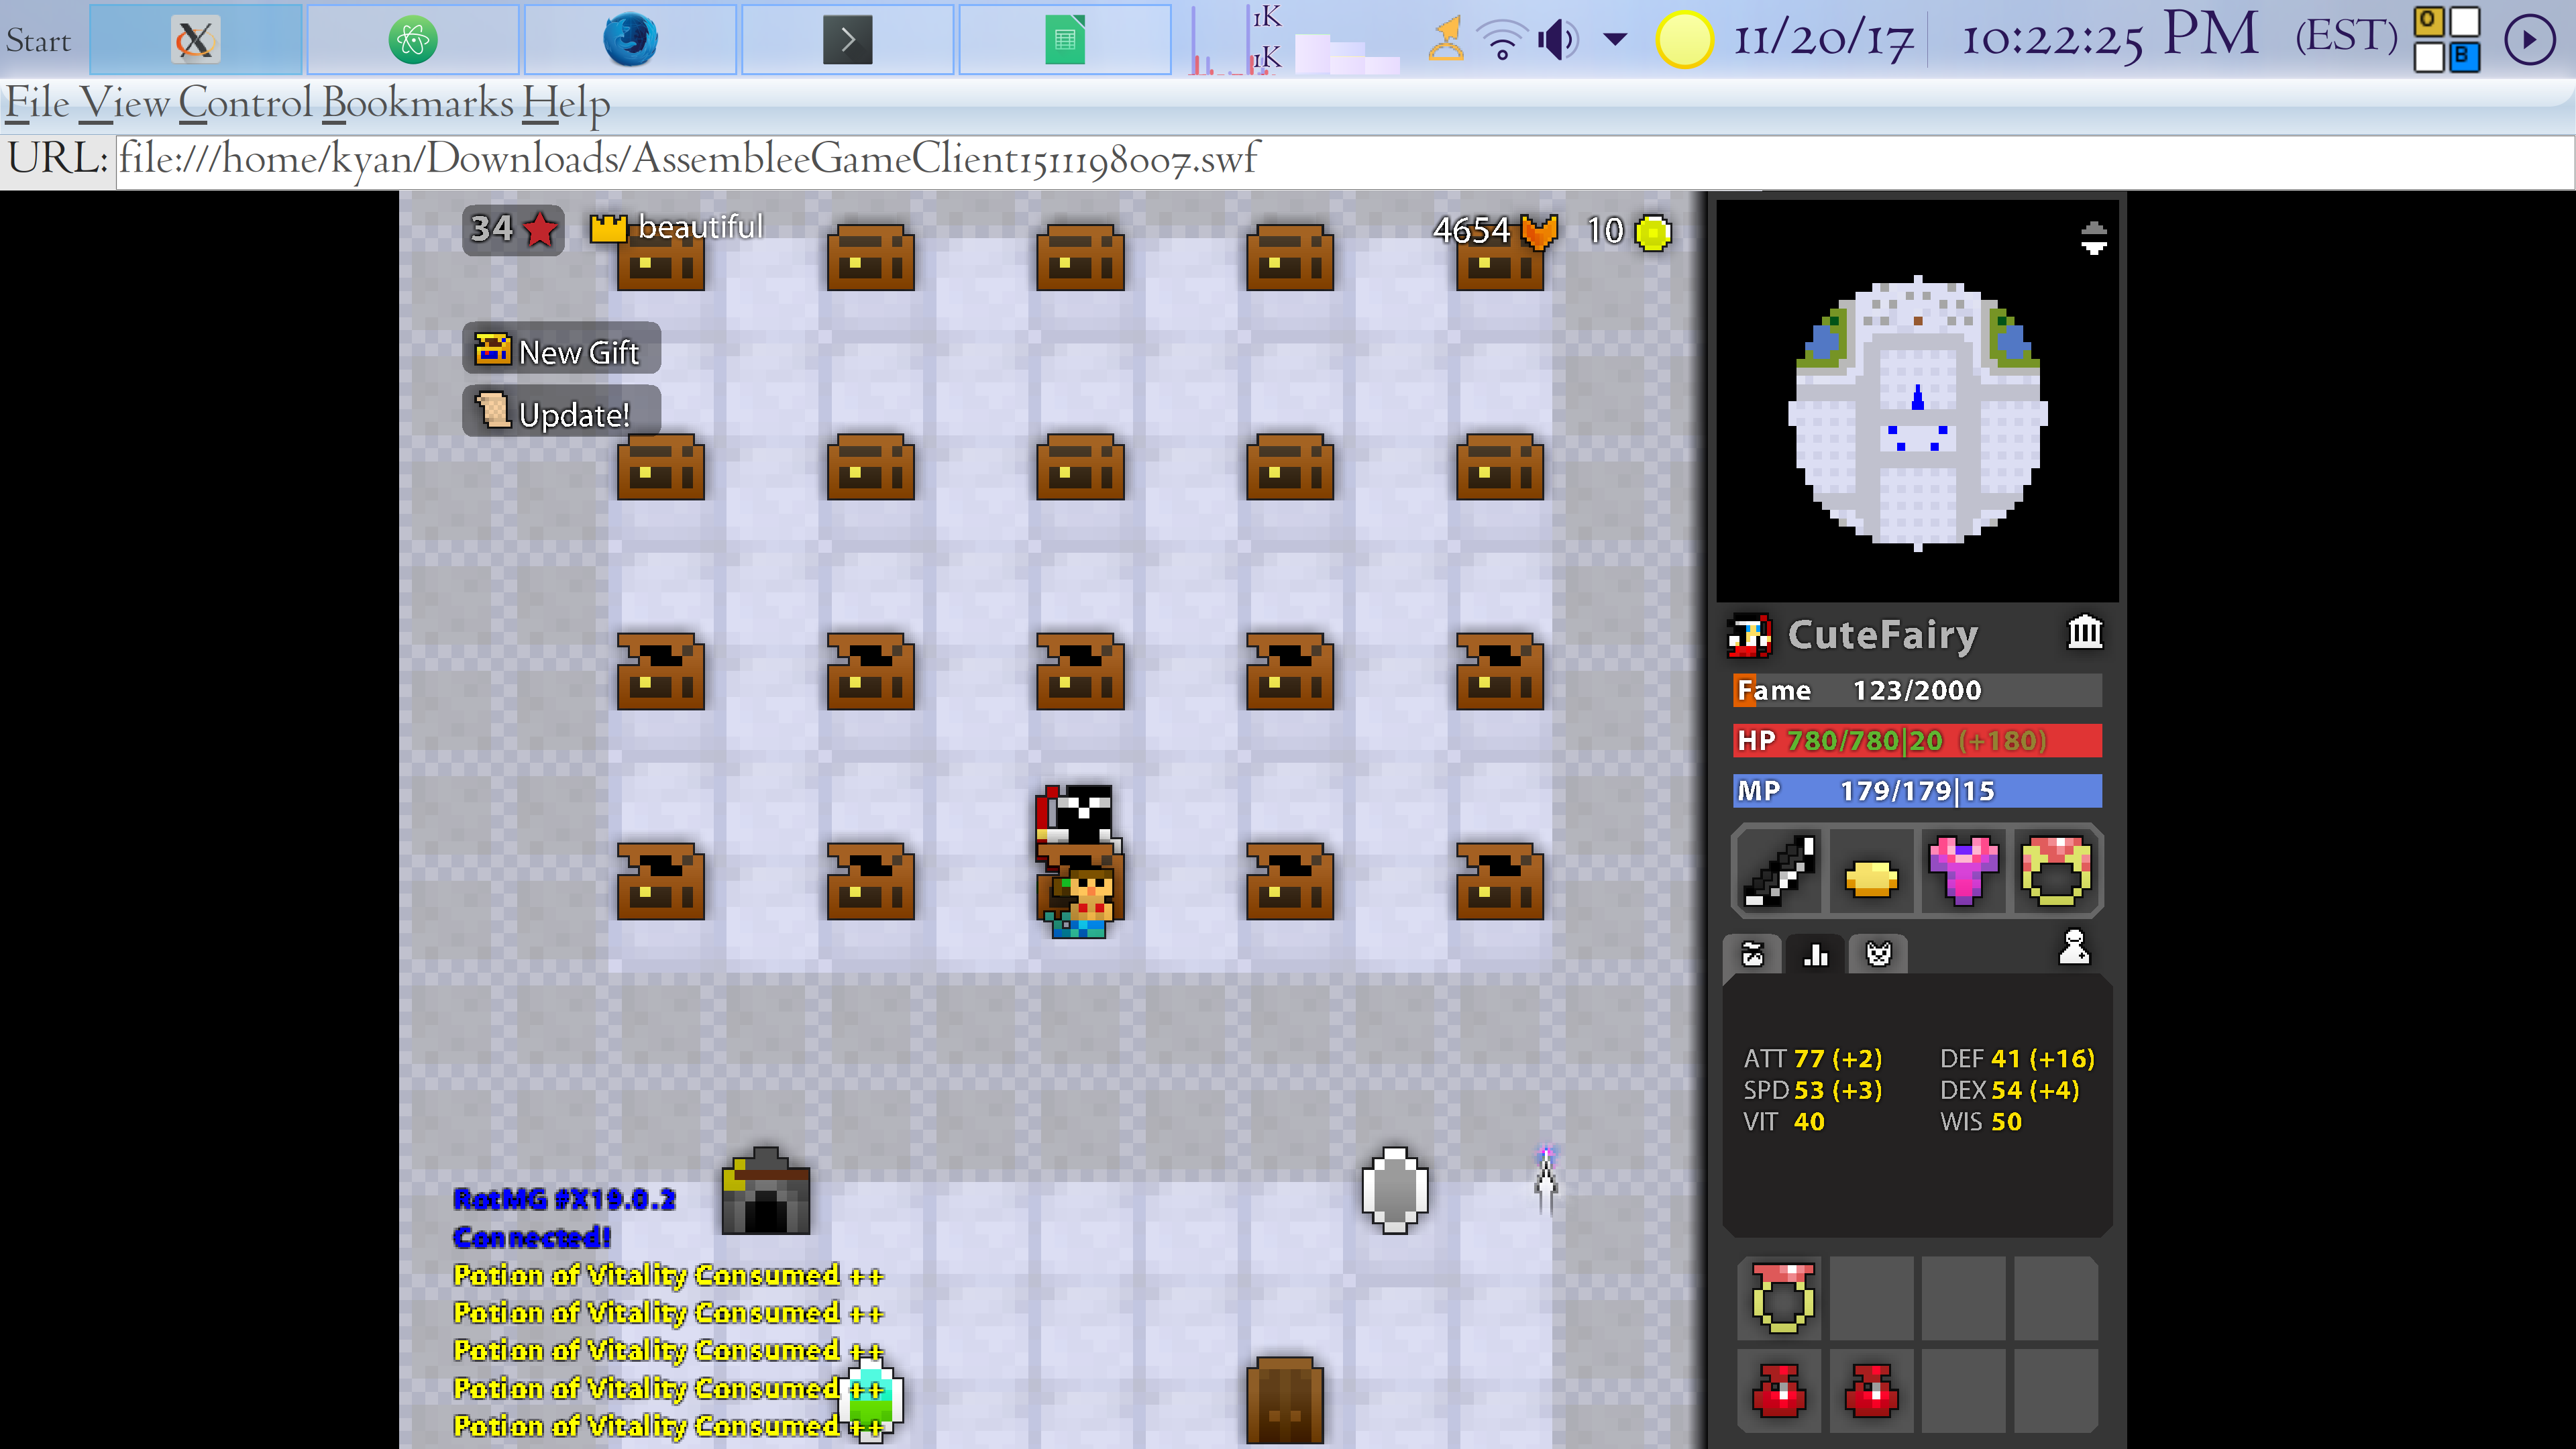 Start
1K
1K
11/20/17
10:22:25 PM
(EST)
O
B
File View Control Bookmarks Help
URL: file:///home/kyan/Downloads/AssembleeGameClient1511198007.swf
34
beautiful
4654
10
New Gift
Update!
CuteFairy
Fame 123/2000
HP 780/780|20 (+180)
MP 179/179|15
ATT 77 (+2) DEF 41 (+16)
SPD 53 (+3) DEX 54 (+4)
VIT 40 WIS 50
RotMG #X19.0.2
Connected!
Potion of Vitality Consumed ++
Potion of Vitality Consumed ++
Potion of Vitality Consumed ++
Potion of Vitality Consumed ++
Potion of Vitality Consumed ++